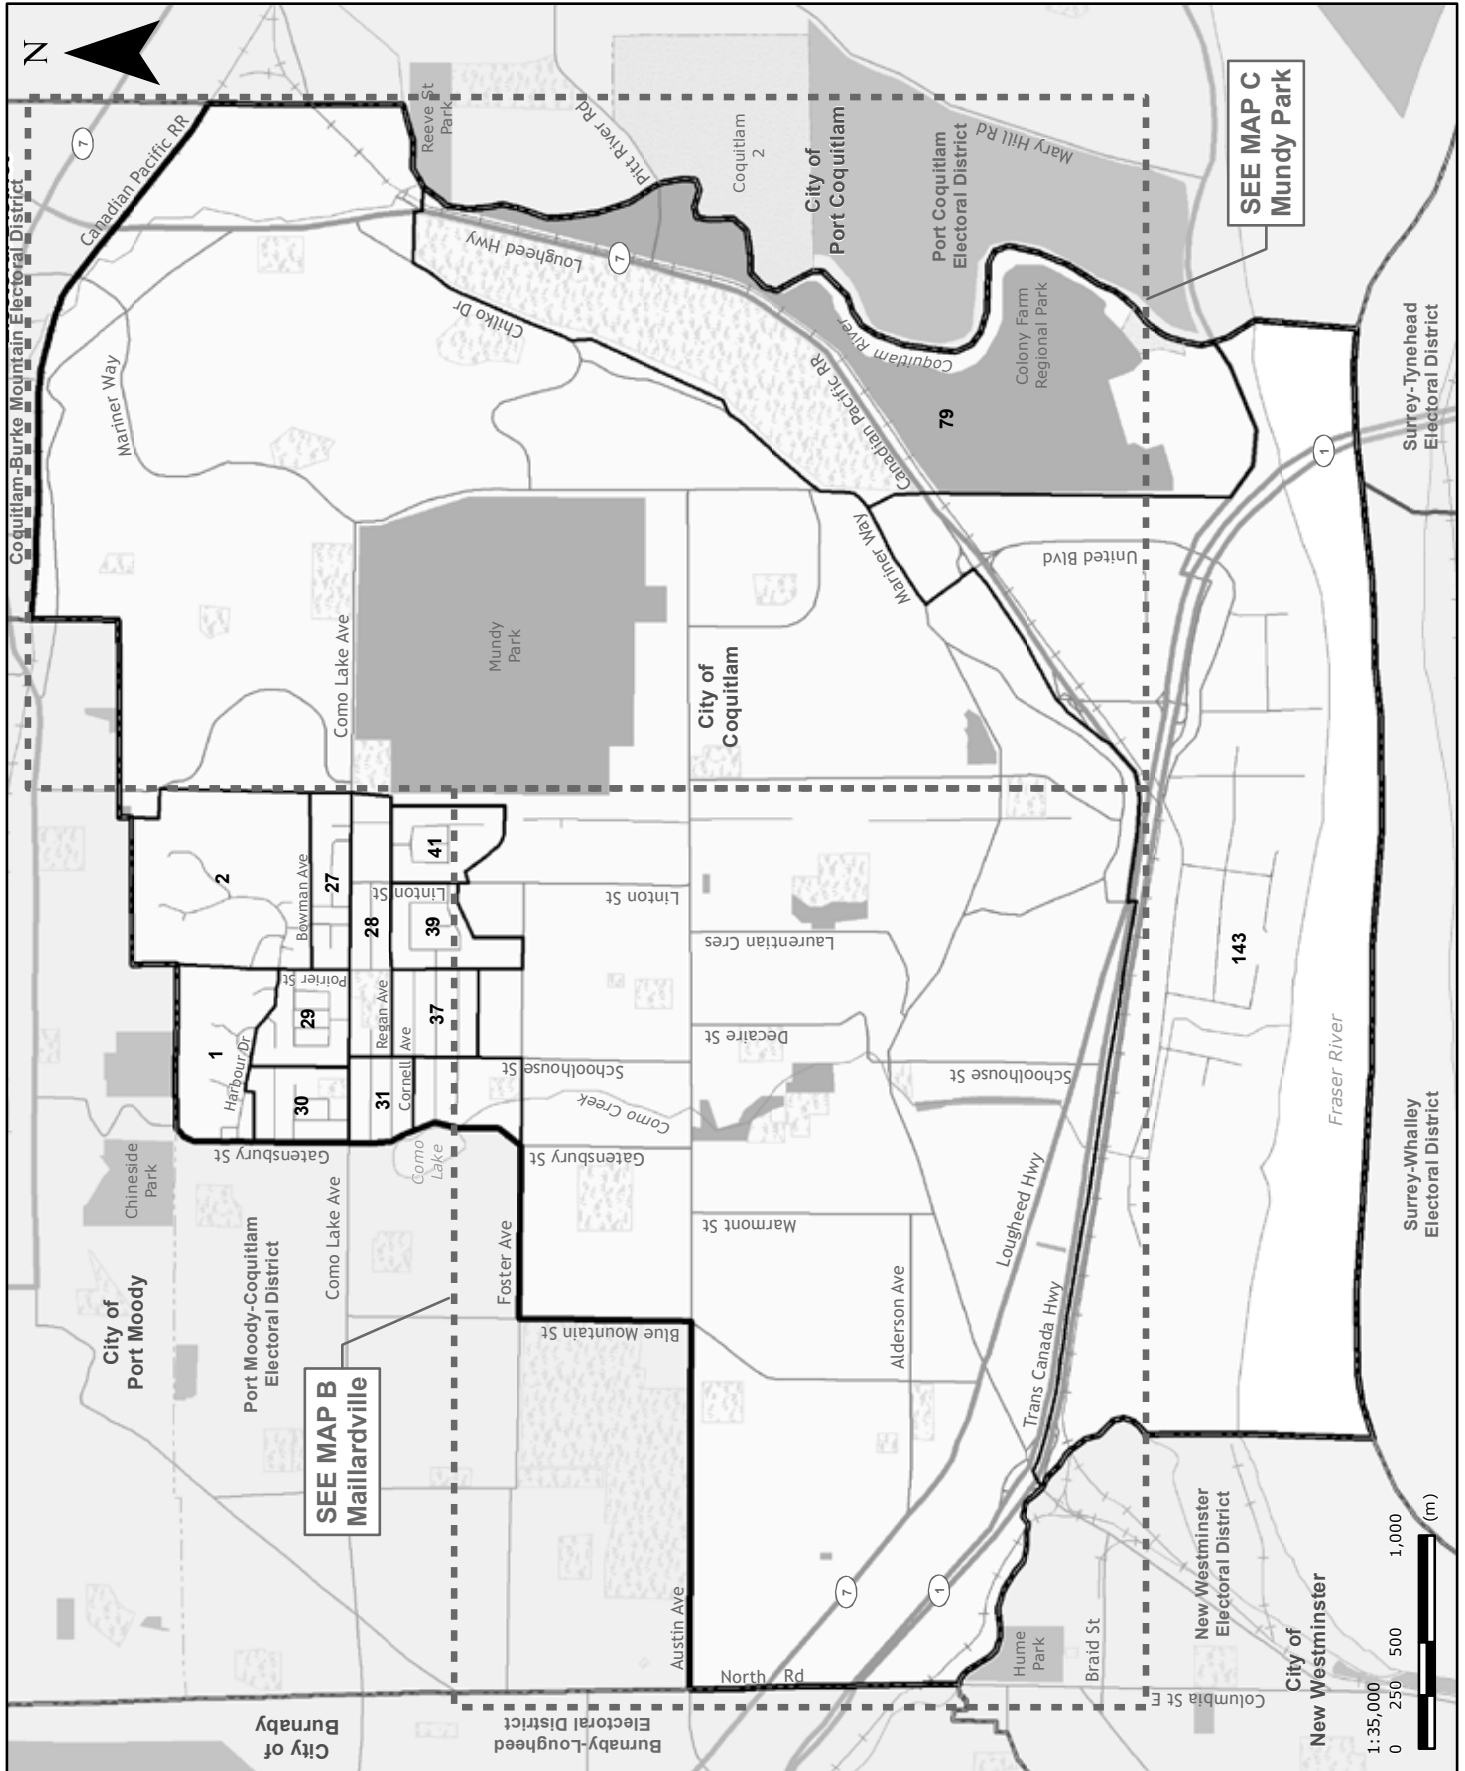 N
7
Canadian Pacific RR
Coquitlam-Burke Mountain Electoral District
Reeve St
Park
Pitt River Rd
Coquitlam
2
City of
Port Coquitlam
Port Coquitlam
Electoral District
Mary Hill Rd
SEE MAP C
Mundy Park
Mariner Way
Lougheed Hwy
7
Chilko Dr
Coquitlam River
Colony Farm
Regional Park
Canadian Pacific RR
79
Surrey-Tynehead
Electoral District
1
Mariner Way
United Blvd
Como Lake Ave
Mundy
Park
City of
Coquitlam
2
Bowman Ave
27
28
Linton St
41
39
Linton St
Laurentian Cres
143
Poirier St
29
1
Harbour Dr
30
Regan Ave
37
31
Cornell Ave
Schoolhouse St
Decaire St
Schoolhouse St
Como Creek
Como
Lake
Gatensbury St
Gatensbury St
Chineside
Park
Como Lake Ave
Foster Ave
Marmont St
Lougheed Hwy
Fraser River
Surrey-Whalley
Electoral District
City of
Port Moody
Port Moody-Coquitlam
Electoral District
SEE MAP B
Maillardville
Blue Mountain St
Alderson Ave
Trans Canada Hwy
Austin Ave
7
1
North Rd
Hume
Park
Braid St
New Westminster
Electoral District
City of
New Westminster
Columbia St E
City of
Burnaby
Burnaby-Lougheed
Electoral District
1:35,000
0 250 500 1,000
(m)